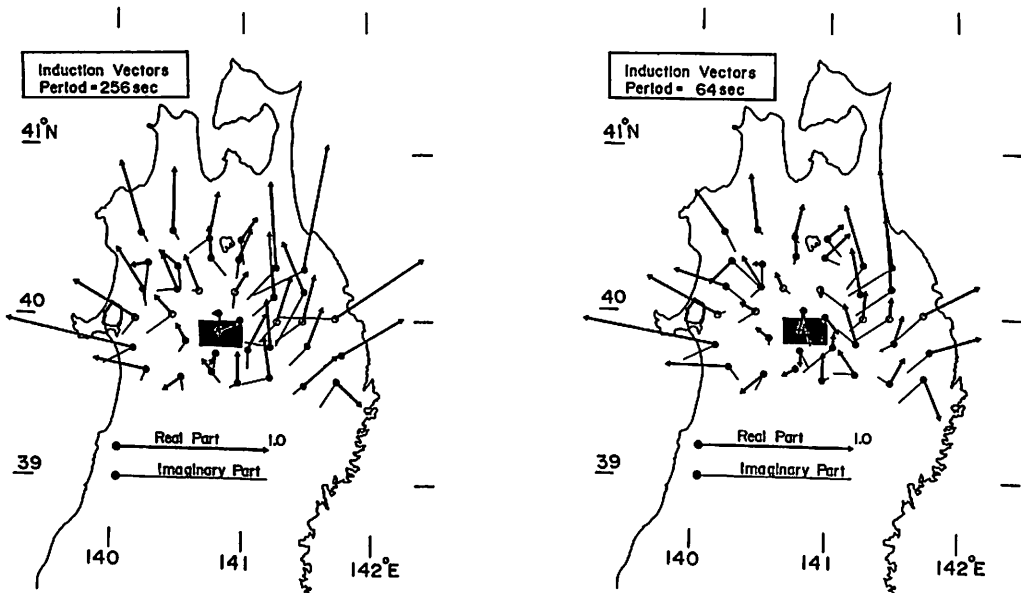 Induction Vectors
Period = 256 sec
41°N
40
39
Real Part 1.0
Imaginary Part
140
141
142°E
Induction Vectors
Period = 64 sec
41°N
40
39
Real Part 1.0
Imaginary Part
140
141
142°E